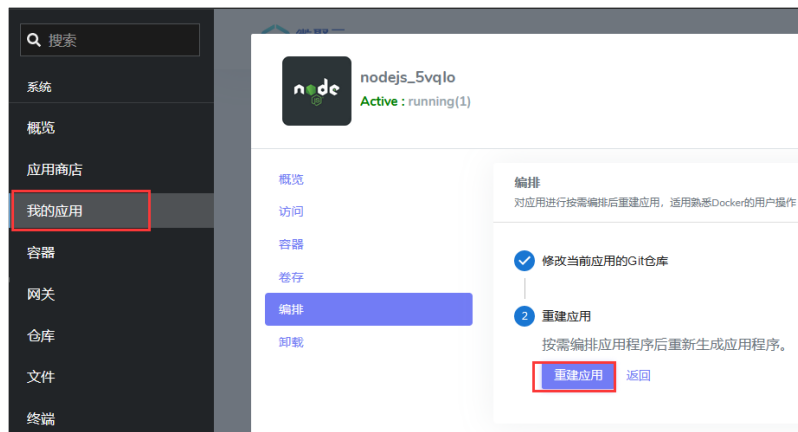 搜索
系统
概览
应用商店
我的应用
容器
网关
仓库
文件
终端
node
JS
nodejs_5vqlo
Active : running(1)
概览
访问
容器
卷存
编排
卸载
编排
对应用进行按需编排后重建应用，适用熟悉Docker的用户操作
修改当前应用的Git仓库
2 重建应用
按需编排应用程序后重新生成应用程序。
重建应用 返回